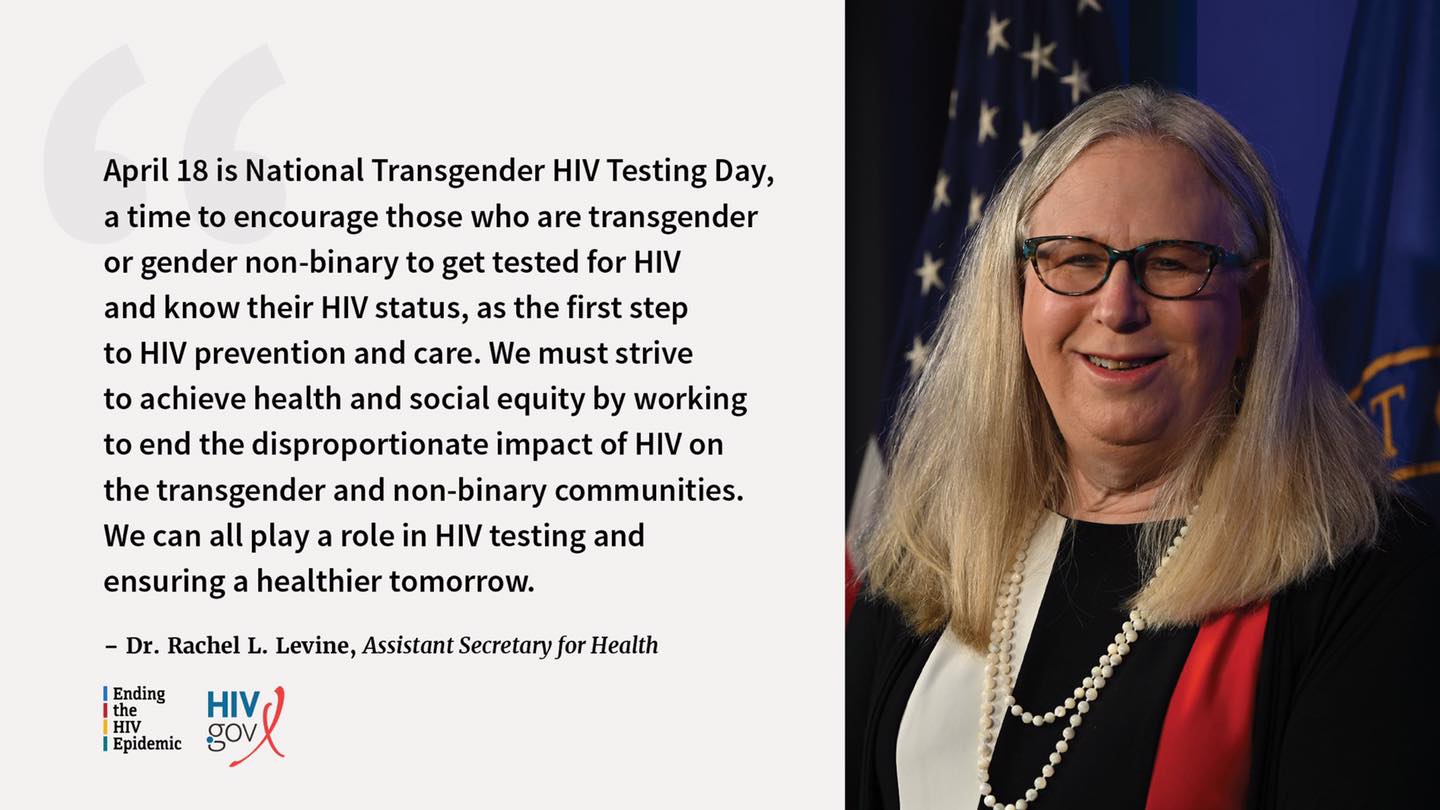 April 18 is National Transgender HIV Testing Day,
a time to encourage those who are transgender
or gender non-binary to get tested for HIV
and know their HIV status, as the first step
to HIV prevention and care. We must strive
to achieve health and social equity by working
to end the disproportionate impact of HIV on
the transgender and non-binary communities.
We can all play a role in HIV testing and
ensuring a healthier tomorrow.
– Dr. Rachel L. Levine, Assistant Secretary for Health
Ending
the
HIV
Epidemic
HIV
gov